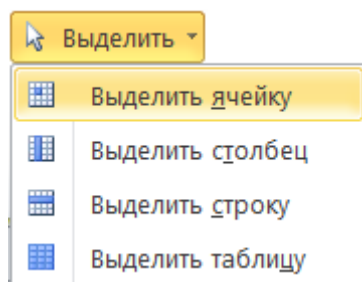 Выделить
Выделить ячейку
Выделить столбец
Выделить строку
Выделить таблицу